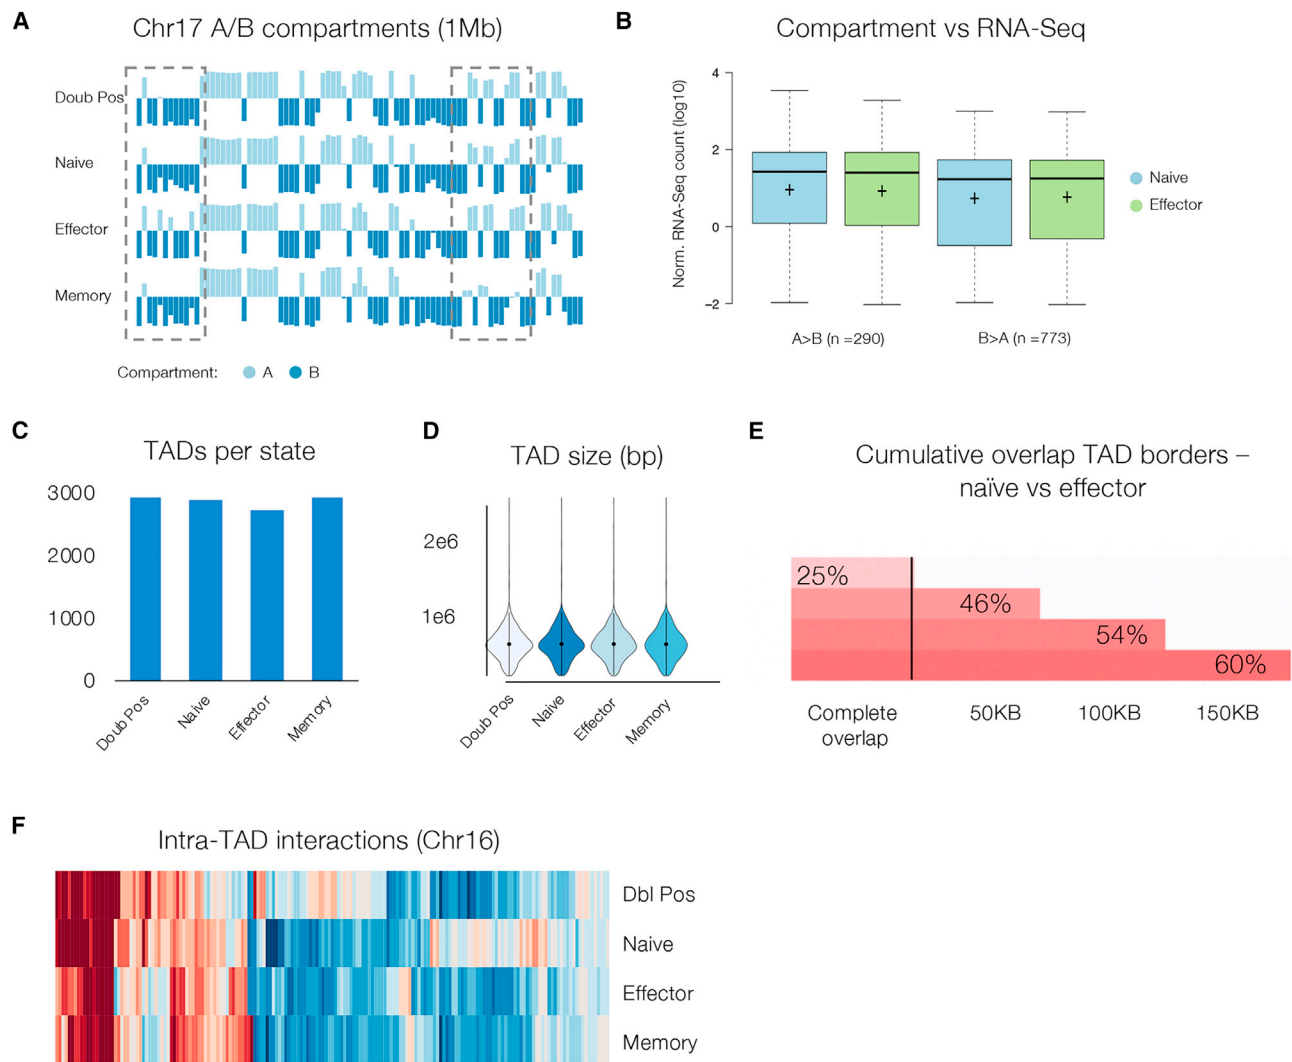 A
Chr17 A/B compartments (1Mb)
Doub Pos
Naive
Effector
Memory
Compartment: A B
B
Compartment vs RNA-Seq
Norm. RNA-Seq count (log10)
4
2
0
−2
A>B (n =290) B>A (n =773)
Naive
Effector
C
TADs per state
3000
2000
1000
0
Doub Pos Naive Effector Memory
D
TAD size (bp)
2e6
1e6
Doub Pos Naive Effector Memory
E
Cumulative overlap TAD borders –
naïve vs effector
25%
46%
54%
60%
Complete 50KB 100KB 150KB
overlap
F
Intra-TAD interactions (Chr16)
Dbl Pos
Naive
Effector
Memory